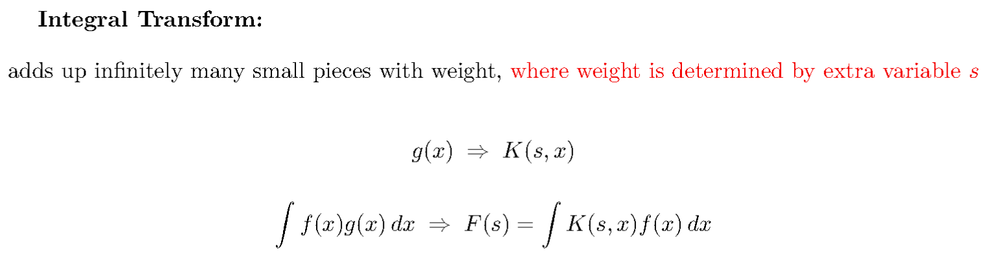 Integral Transform:
adds up infinitely many small pieces with weight, where weight is determined by extra variable s
g(x) ⇒ K(s, x)
∫ f(x)g(x) dx ⇒ F(s) = ∫ K(s, x)f(x) dx